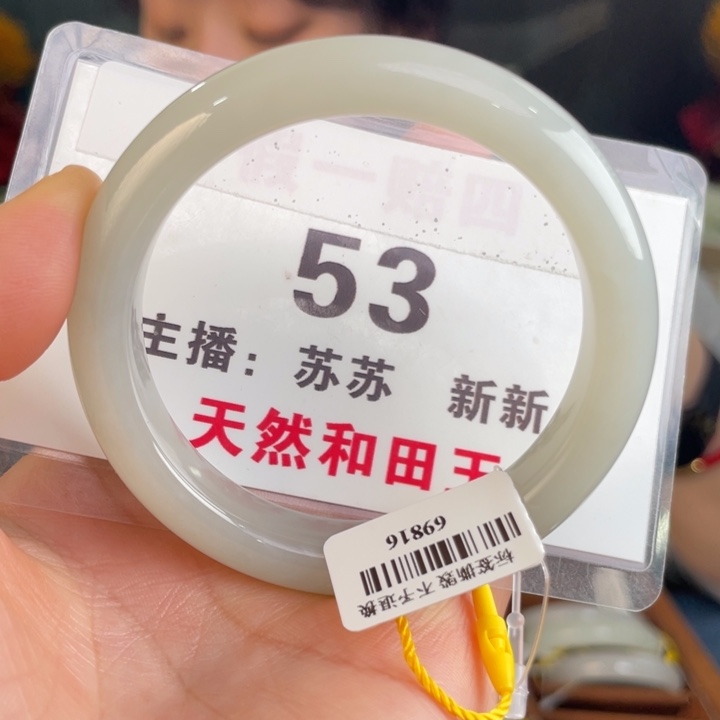 53
主播：苏苏 新新
天然和田玉
69816
标签撕毁 不予退换